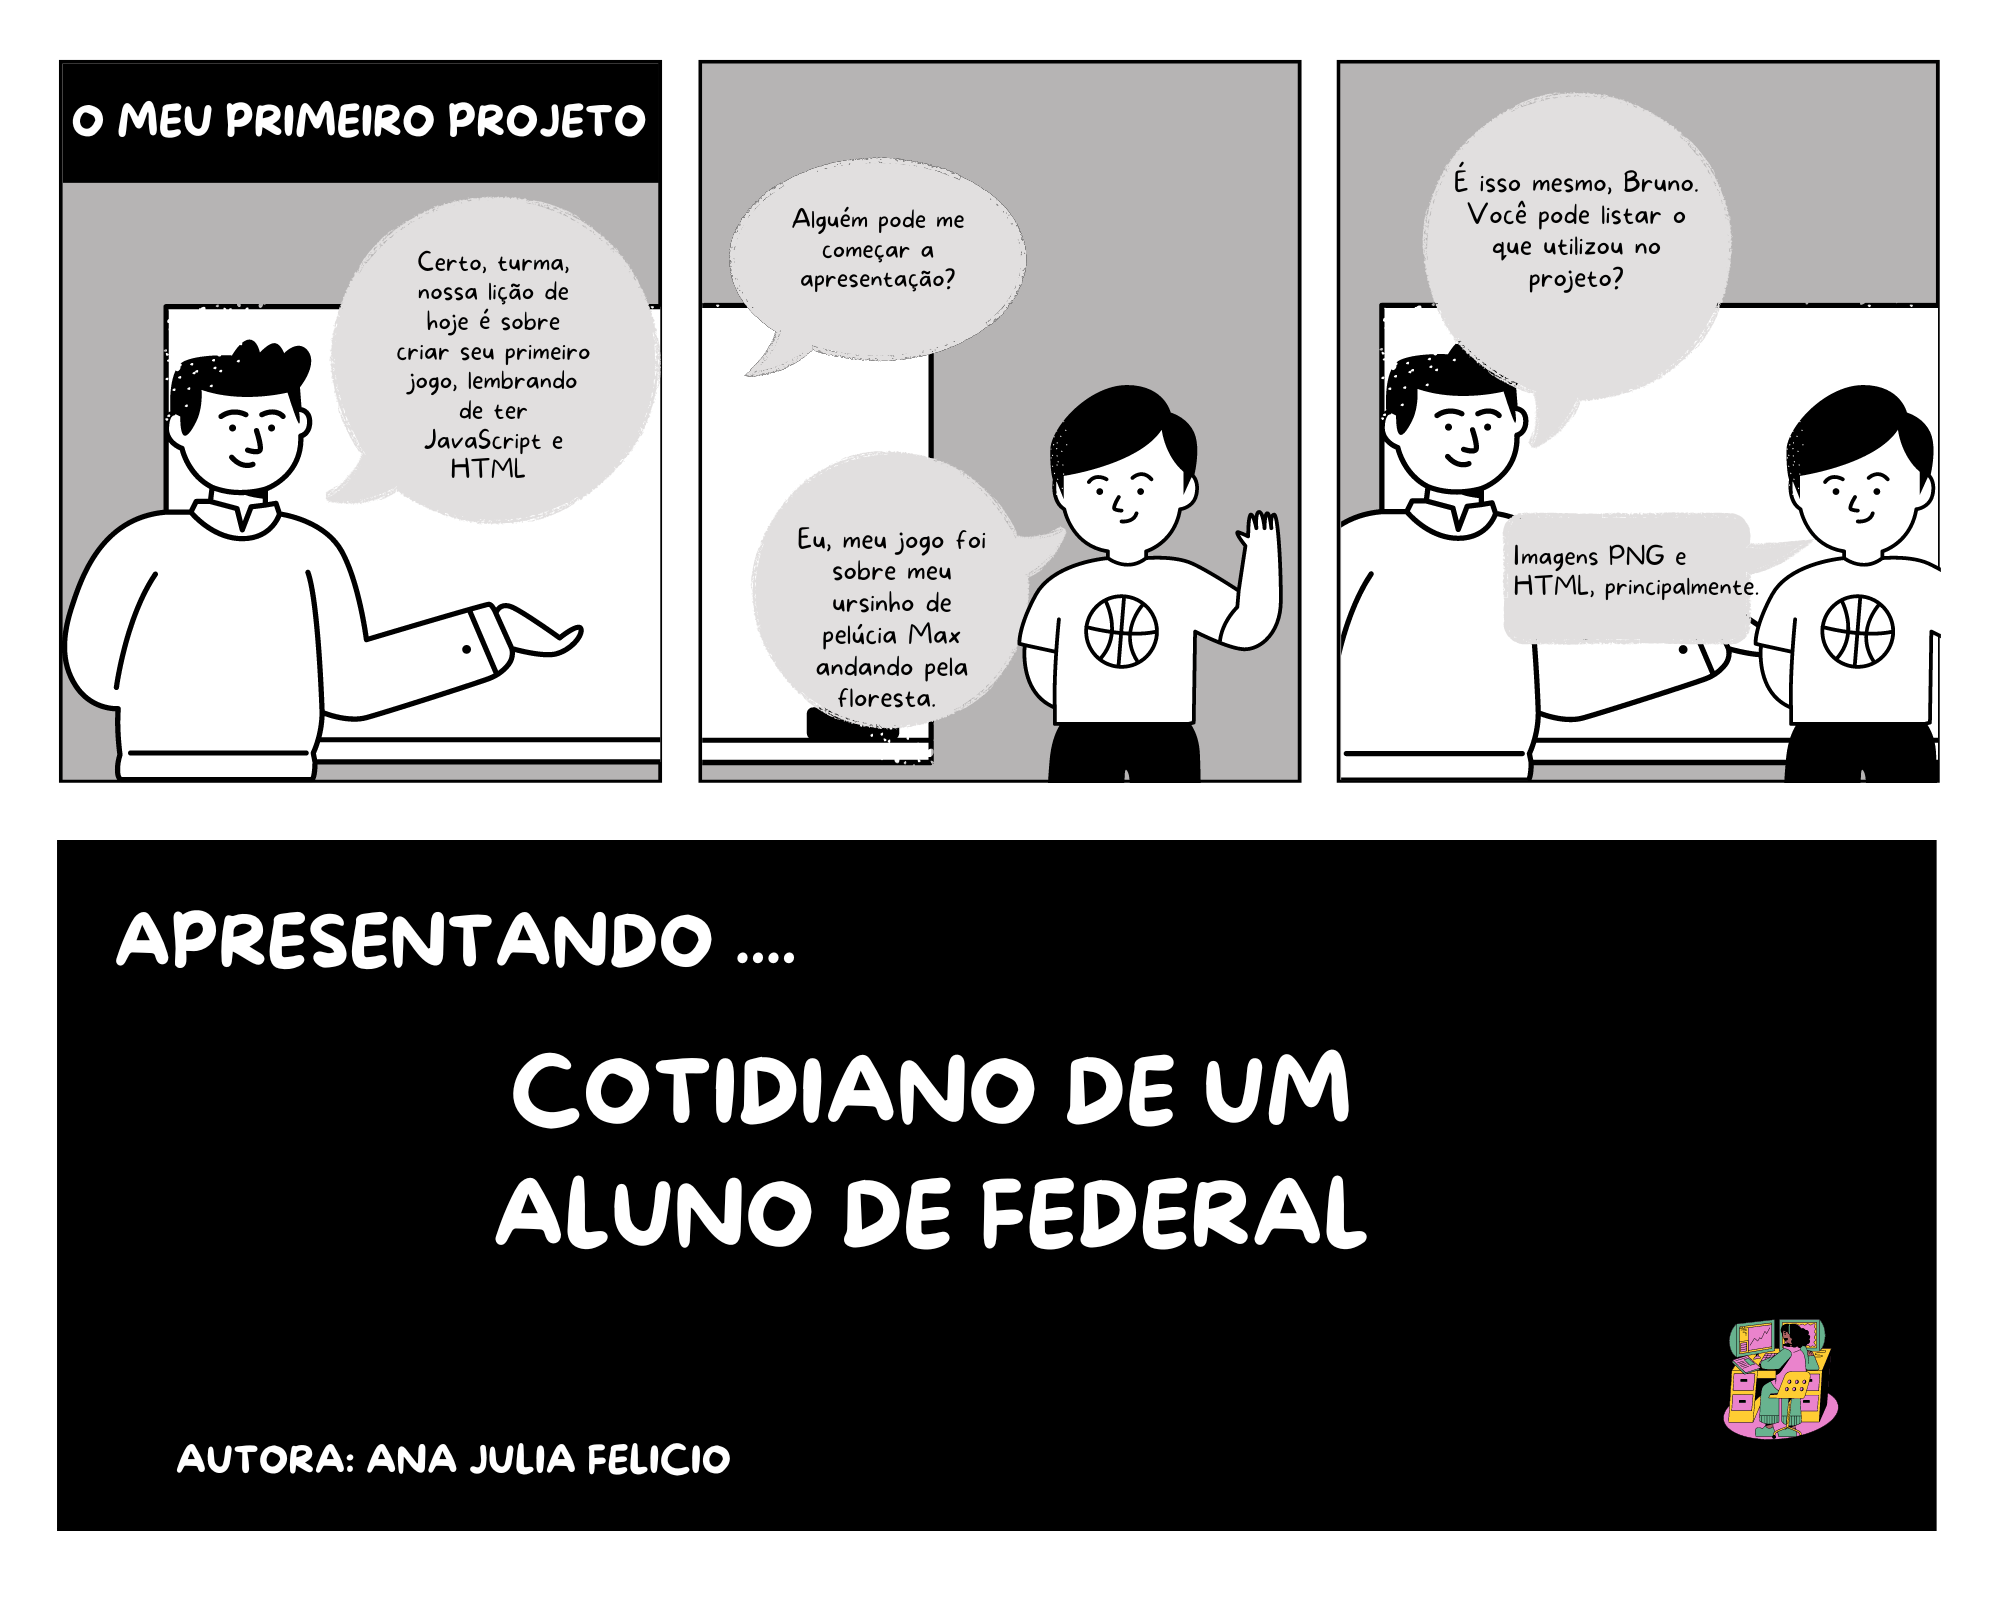 O MEU PRIMEIRO PROJETO
Certo, turma,
nossa lição de
hoje é sobre
criar seu primeiro
jogo, lembrando
de ter
JavaScript e
HTML
Alguém pode me
começar a
apresentação?
Eu, meu jogo foi
sobre meu
ursinho de
pelúcia Max
andando pela
floresta.
É isso mesmo, Bruno.
Você pode listar o
que utilizou no
projeto?
Imagens PNG e
HTML, principalmente.
APRESENTANDO ....
COTIDIANO DE UM
ALUNO DE FEDERAL
AUTORA: ANA JULIA FELICIO